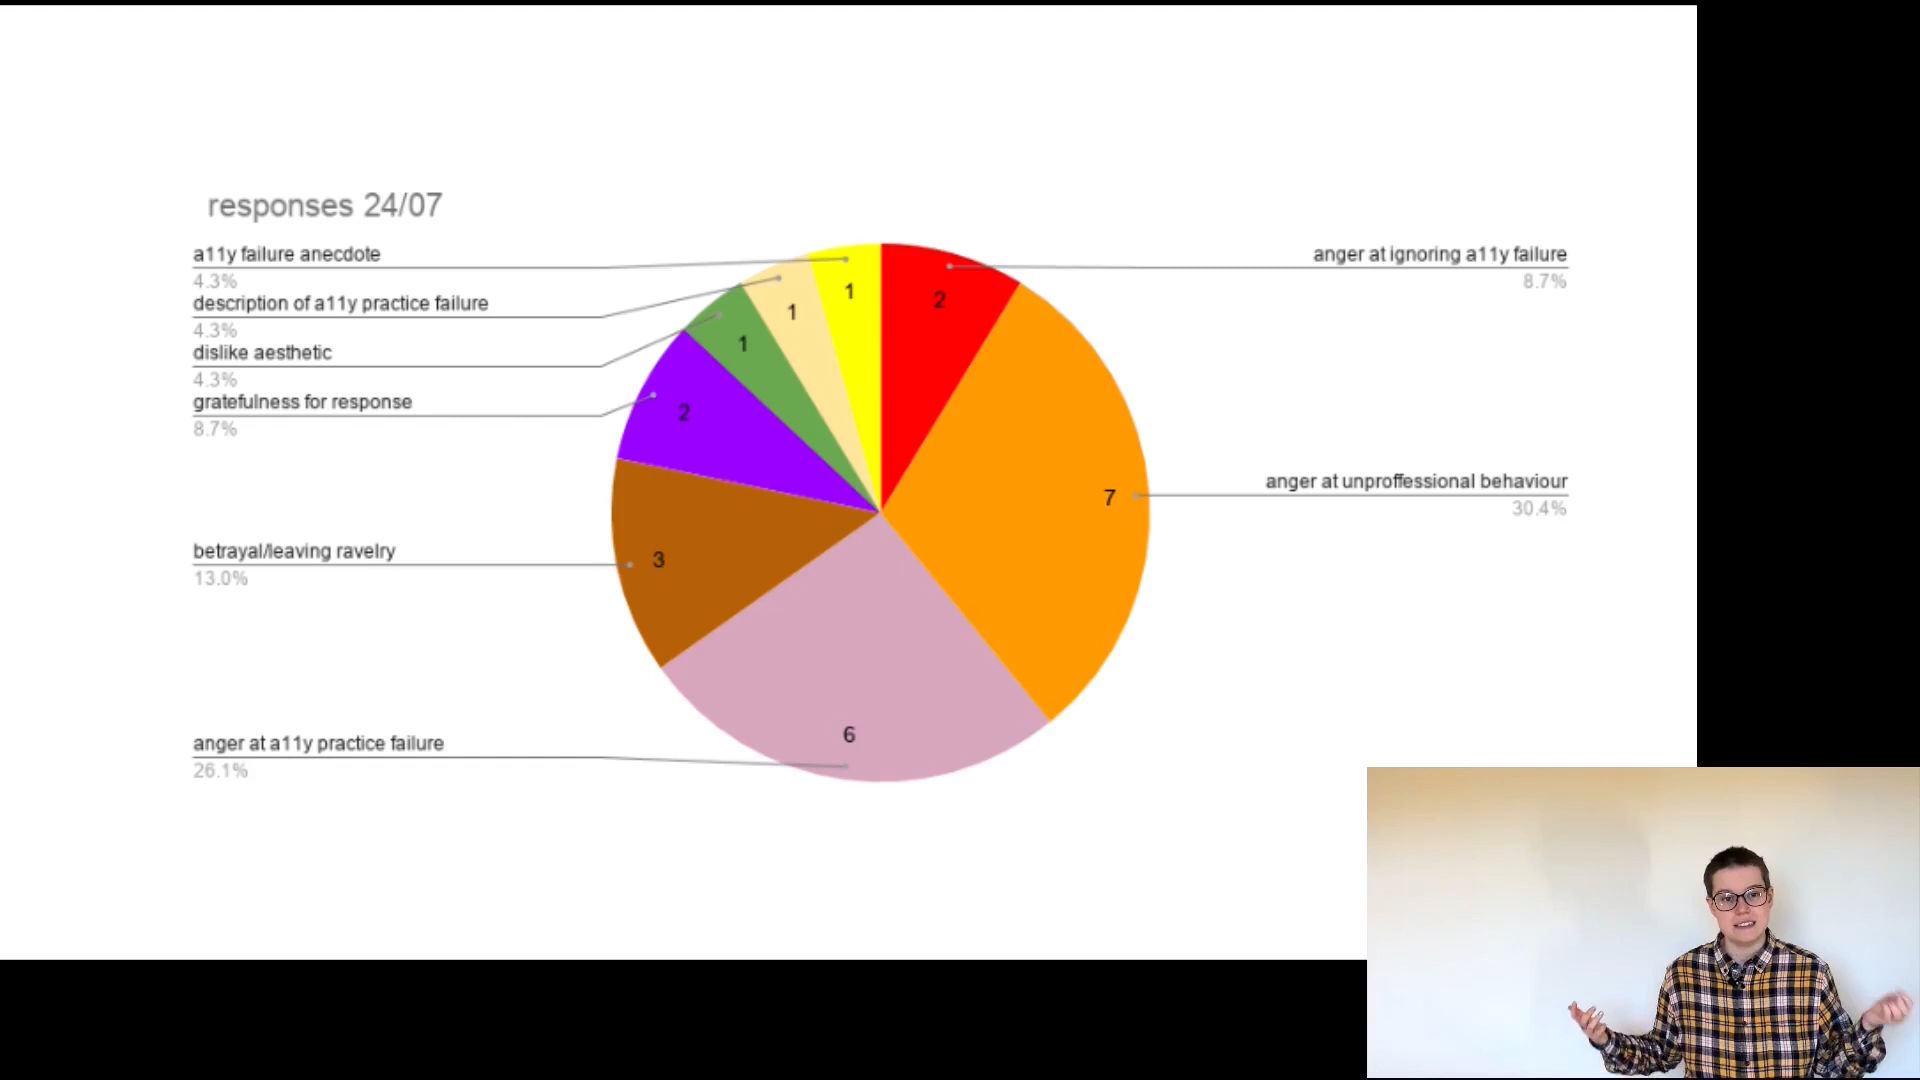 responses 24/07
a11y failure anecdote
4.3%
description of a11y practice failure
4.3%
dislike aesthetic
4.3%
gratefulness for response
8.7%
betrayal/leaving ravelry
13.0%
anger at a11y practice failure
26.1%
anger at ignoring a11y failure
8.7%
anger at unproffessional behaviour
30.4%
1
1
1
2
3
6
7
2